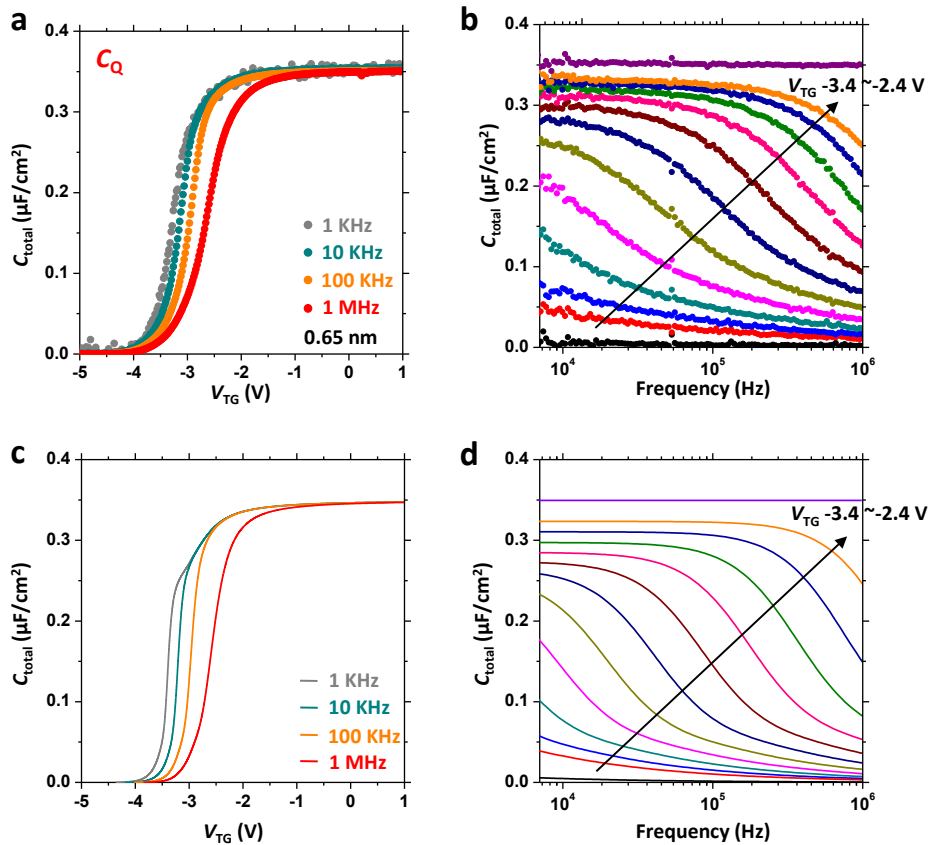 a
C_Q
C_total (μF/cm²)
0.4
0.3
0.2
0.1
0.0
1 KHz
10 KHz
100 KHz
1 MHz
0.65 nm
-5 -4 -3 -2 -1 0 1
V_TG (V)
b
C_total (μF/cm²)
0.4
0.3
0.2
0.1
0.0
V_TG -3.4 ~-2.4 V
10⁴ 10⁵ 10⁶
Frequency (Hz)
c
C_total (μF/cm²)
0.4
0.3
0.2
0.1
0.0
1 KHz
10 KHz
100 KHz
1 MHz
-5 -4 -3 -2 -1 0 1
V_TG (V)
d
C_total (μF/cm²)
0.4
0.3
0.2
0.1
0.0
V_TG -3.4 ~-2.4 V
10⁴ 10⁵ 10⁶
Frequency (Hz)